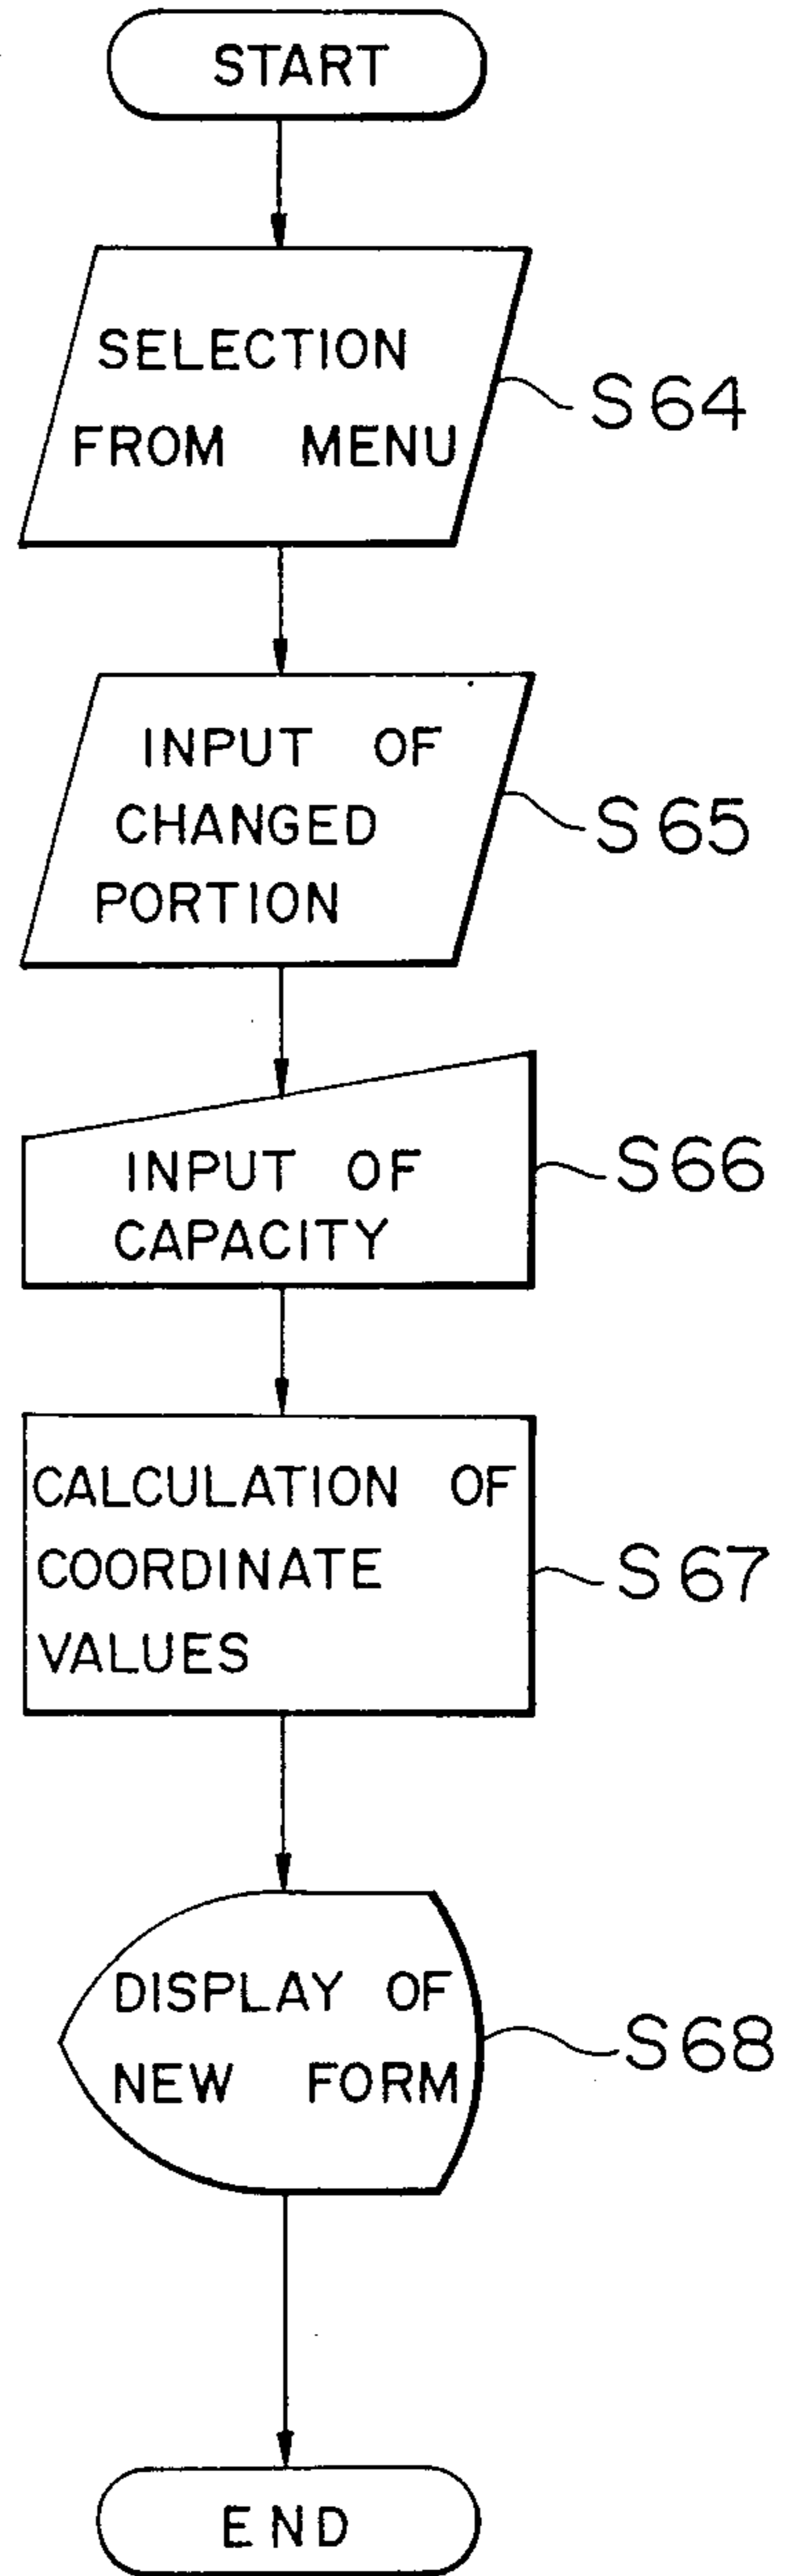 START
SELECTION
FROM MENU
S64
INPUT OF
CHANGED
PORTION
S65
INPUT OF
CAPACITY
S66
CALCULATION OF
COORDINATE
VALUES
S67
DISPLAY OF
NEW FORM
S68
END